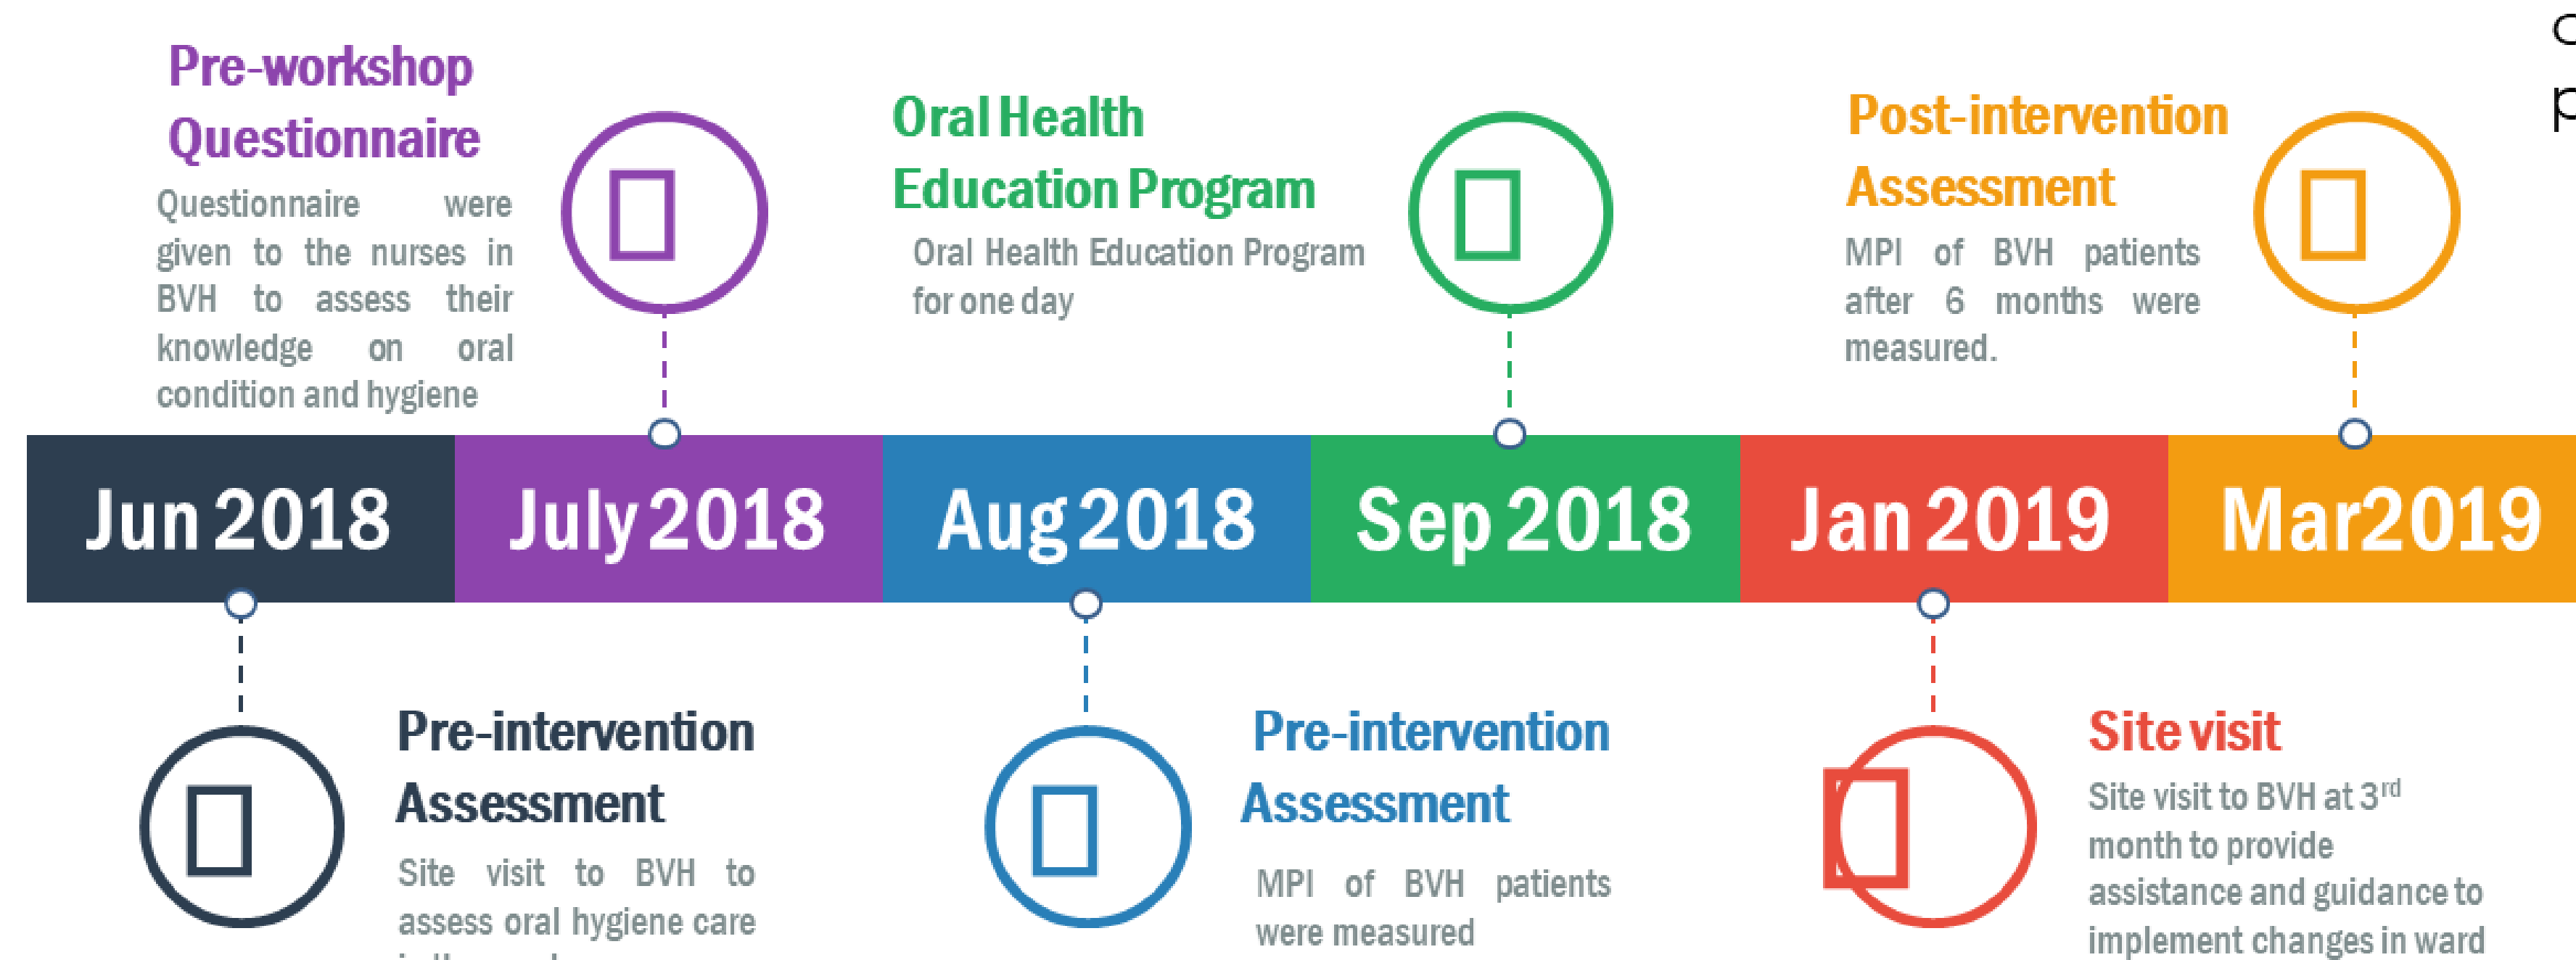 Pre-workshop
Questionnaire
Questionnaire were
given to the nurses in
BVH to assess their
knowledge on oral
condition and hygiene
Oral Health
Education Program
Oral Health Education Program
for one day
Post-intervention
Assessment
MPI of BVH patients
after 6 months were
measured.
Jun 2018
July 2018
Aug 2018
Sep 2018
Jan 2019
Mar2019
Pre-intervention
Assessment
Site visit to BVH to
assess oral hygiene care
Pre-intervention
Assessment
MPI of BVH patients
were measured
Site visit
Site visit to BVH at 3rd
month to provide
assistance and guidance to
implement changes in ward